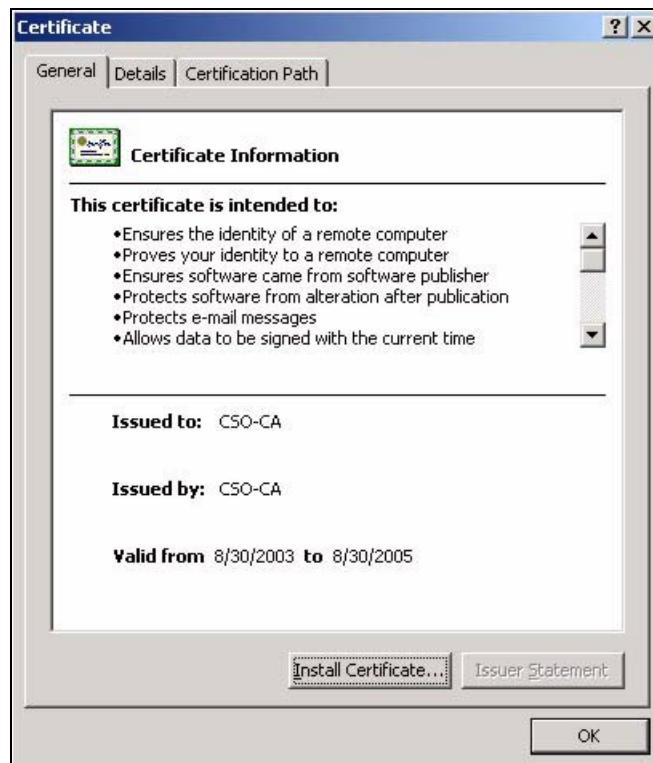 Certificate
General Details Certification Path
Certificate Information
This certificate is intended to:
•Ensures the identity of a remote computer
•Proves your identity to a remote computer
•Ensures software came from software publisher
•Protects software from alteration after publication
•Protects e-mail messages
•Allows data to be signed with the current time
Issued to: CSO-CA
Issued by: CSO-CA
Valid from 8/30/2003 to 8/30/2005
Install Certificate... Issuer Statement
OK